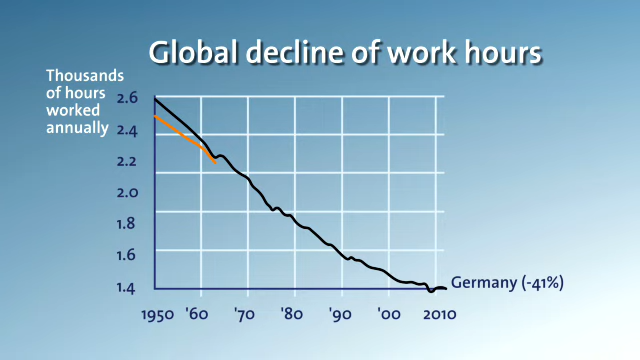 Global decline of work hours
Thousands
of hours
worked
annually
2.6
2.4
2.2
2.0
1.8
1.6
1.4
Germany (-41%)
1950 '60 '70 '80 '90 '00 2010